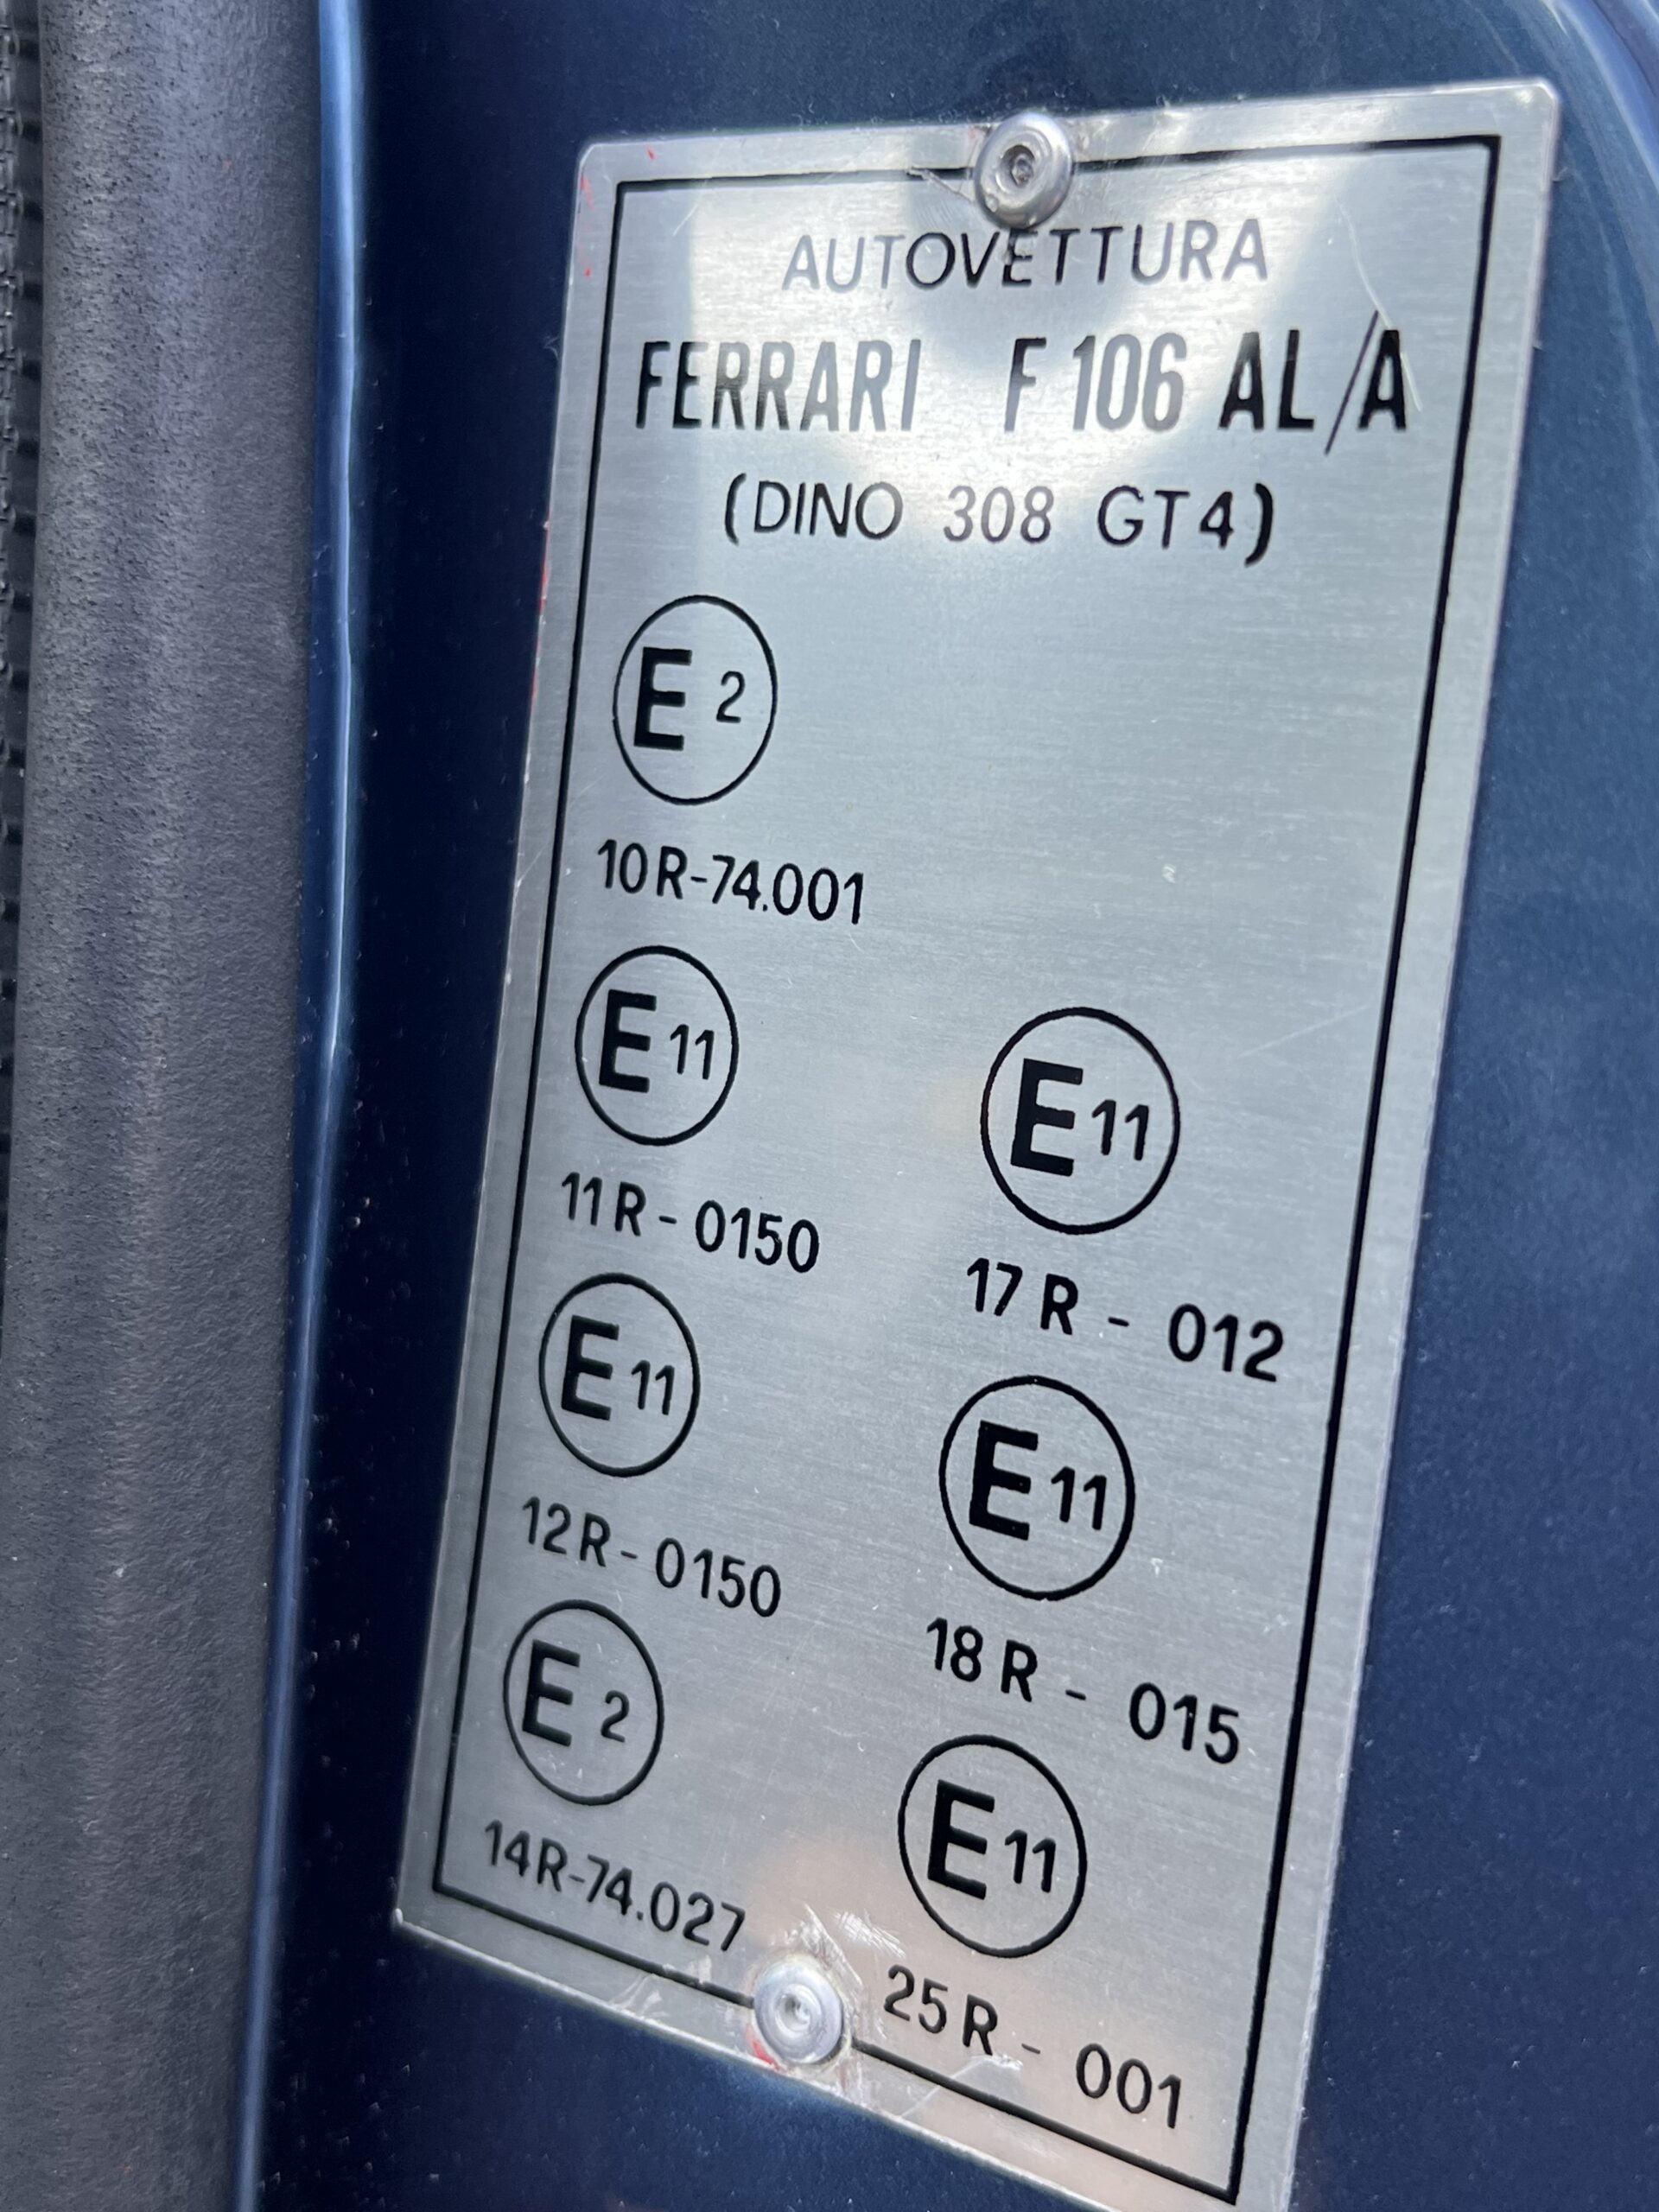 AUTOVETTURA
FERRARI F 106 AL/A
(DINO 308 GT4)
E 2
10 R-74.001
E 11
11 R - 0150
E 11
12 R - 0150
E 2
14 R-74.027
E 11
17 R - 012
E 11
18 R - 015
E 11
25 R - 001